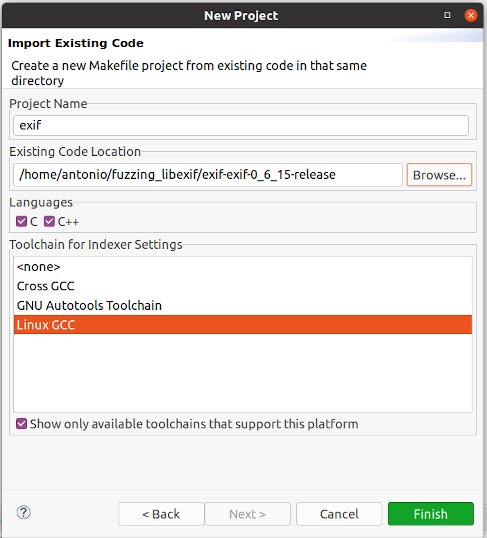 New Project
Import Existing Code
Create a new Makefile project from existing code in that same
directory
Project Name
exif
Existing Code Location
/home/antonio/fuzzing_libexif/exif-exif-0_6_15-release
Browse...
Languages
C C++
Toolchain for Indexer Settings
<none>
Cross GCC
GNU Autotools Toolchain
Linux GCC
Show only available toolchains that support this platform
? < Back Next > Cancel Finish